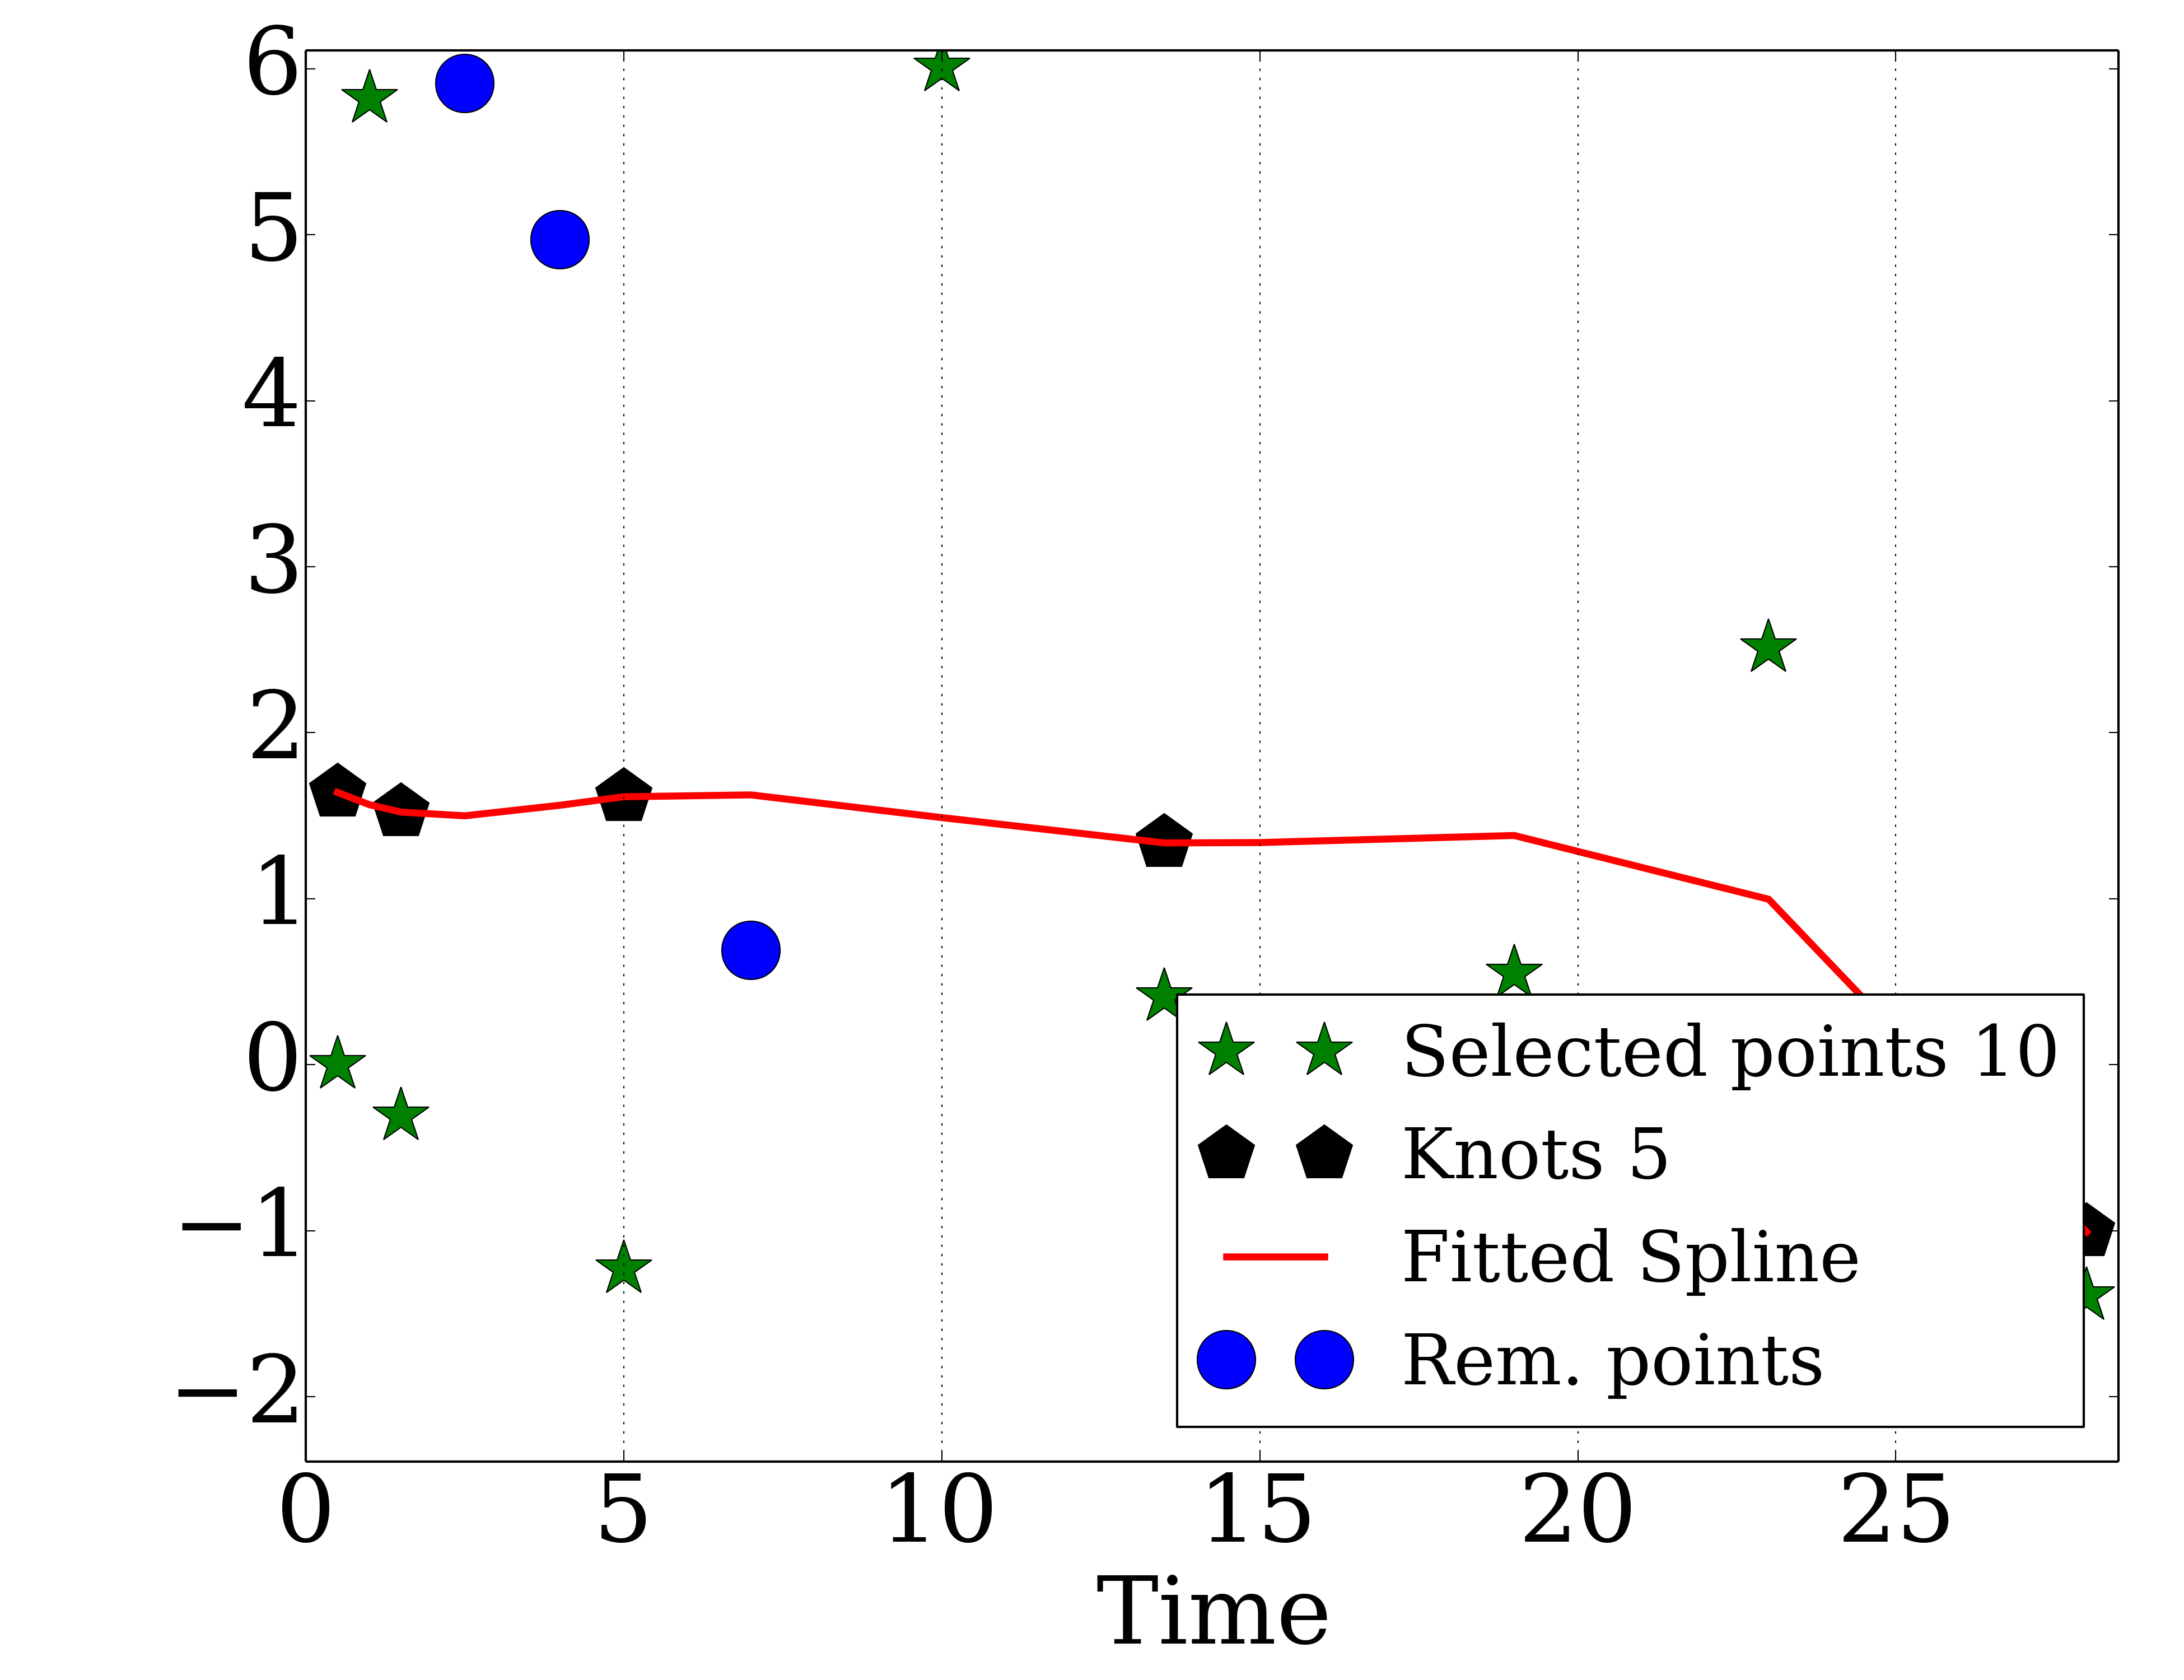 6
5
4
3
2
1
0
−1
−2
Selected points 10
Knots 5
Fitted Spline
Rem. points
0 5 10 15 20 25
Time